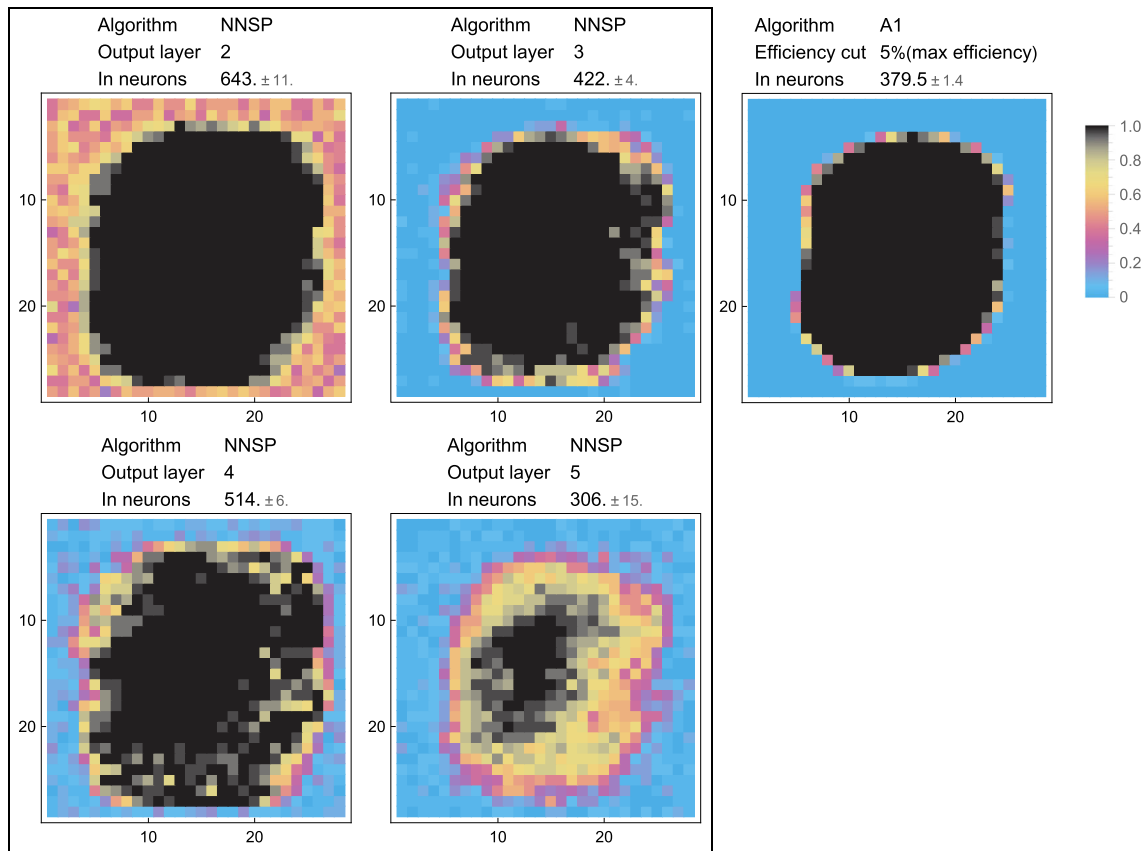 Algorithm NNSP
Output layer 2
In neurons 643. ± 11.
10
20
10 20
Algorithm NNSP
Output layer 3
In neurons 422. ± 4.
10
20
10 20
Algorithm A1
Efficiency cut 5%(max efficiency)
In neurons 379.5 ± 1.4
10
20
10 20
1.0
0.8
0.6
0.4
0.2
0
Algorithm NNSP
Output layer 4
In neurons 514. ± 6.
10
20
10 20
Algorithm NNSP
Output layer 5
In neurons 306. ± 15.
10
20
10 20